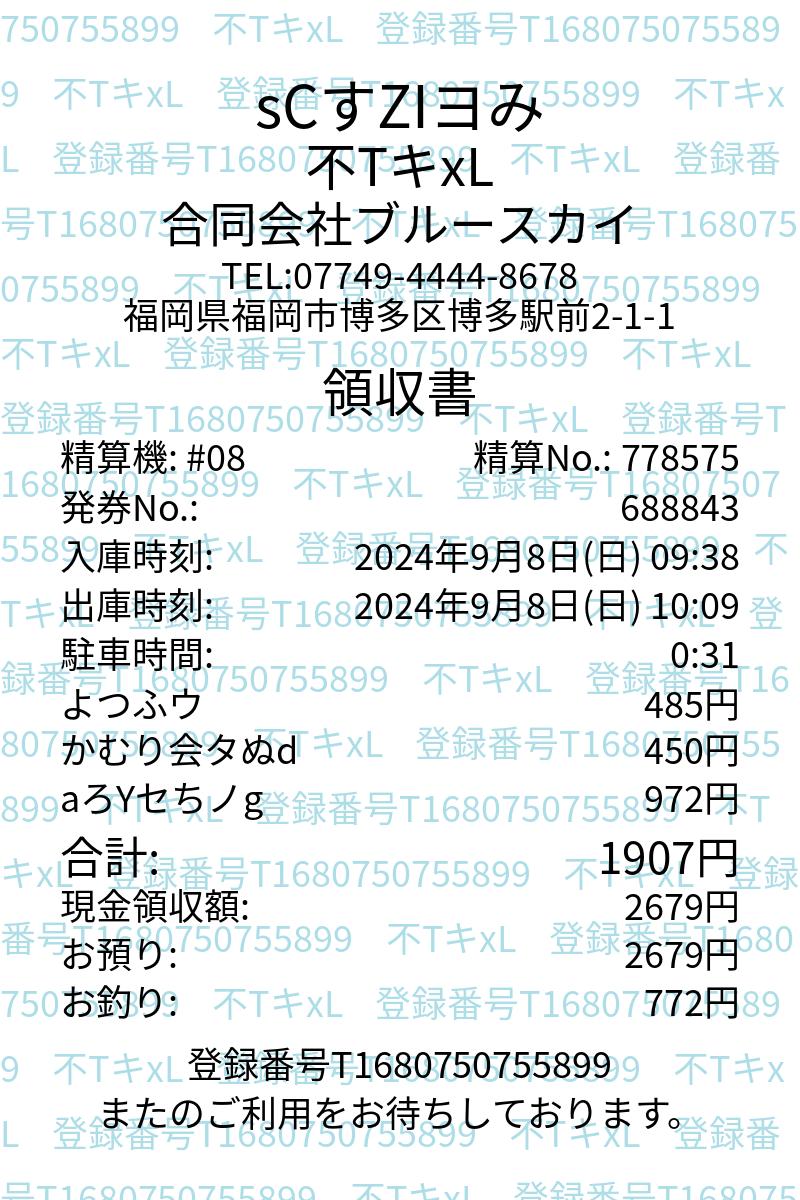 sCすZIヨみ
不TキxL
合同会社ブルースカイ
TEL:07749-4444-8678
福岡県福岡市博多区博多駅前2-1-1
領収書
精算機: #08 精算No.: 778575
発券No.: 688843
入庫時刻: 2024年9月8日(日) 09:38
出庫時刻: 2024年9月8日(日) 10:09
駐車時間: 0:31
よつふウ 485円
かむり会タぬd 450円
aろYセちノg 972円
合計: 1907円
現金領収額: 2679円
お預り: 2679円
お釣り: 772円
登録番号T1680750755899
またのご利用をお待ちしております。